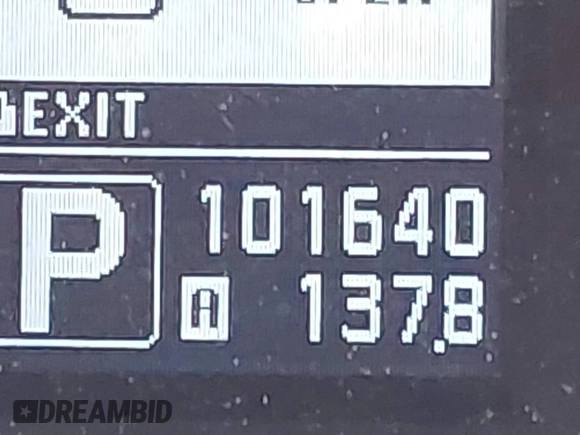 EXIT
P
101640
A 137.8
DREAMBID